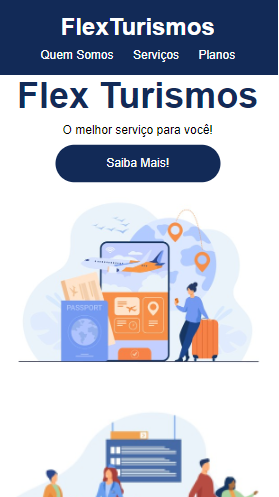 FlexTurismos
Quem Somos Serviços Planos
Flex Turismos
O melhor serviço para você!
Saiba Mais!
PASSPORT